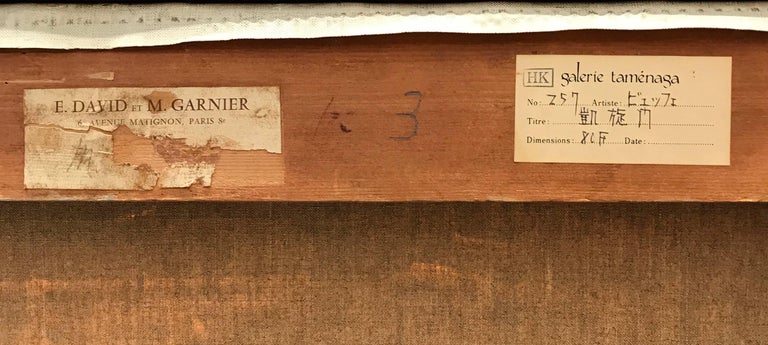 E. DAVID ET M. GARNIER
6, AVENUE MATIGNON, PARIS 8e
3
HK galerie taménaga
No: 257 Artiste: ビュッフェ
Titre: 凱旋门
Dimensions: 80F Date: